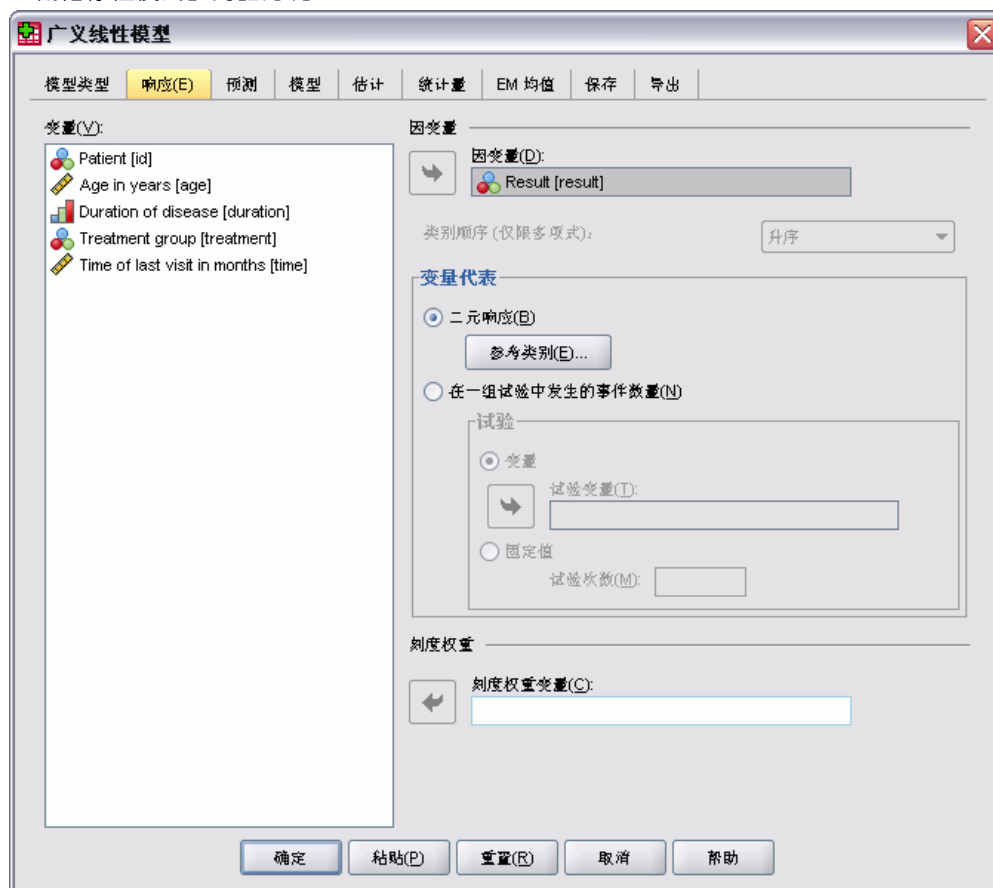 广义线性模型
模型类型 响应(E) 预测 模型 估计 统计量 EM 均值 保存 导出
变量(V):
Patient [id]
Age in years [age]
Duration of disease [duration]
Treatment group [treatment]
Time of last visit in months [time]
因变量
因变量(D):
Result [result]
类别顺序(仅限多项式):
升序
变量代表
二元响应(B)
参考类别(E)...
在一组试验中发生的事件数量(N)
试验
变量
试验变量(T):
固定值
试验次数(M):
刻度权重
刻度权重变量(C):
确定 粘贴(P) 重置(R) 取消 帮助